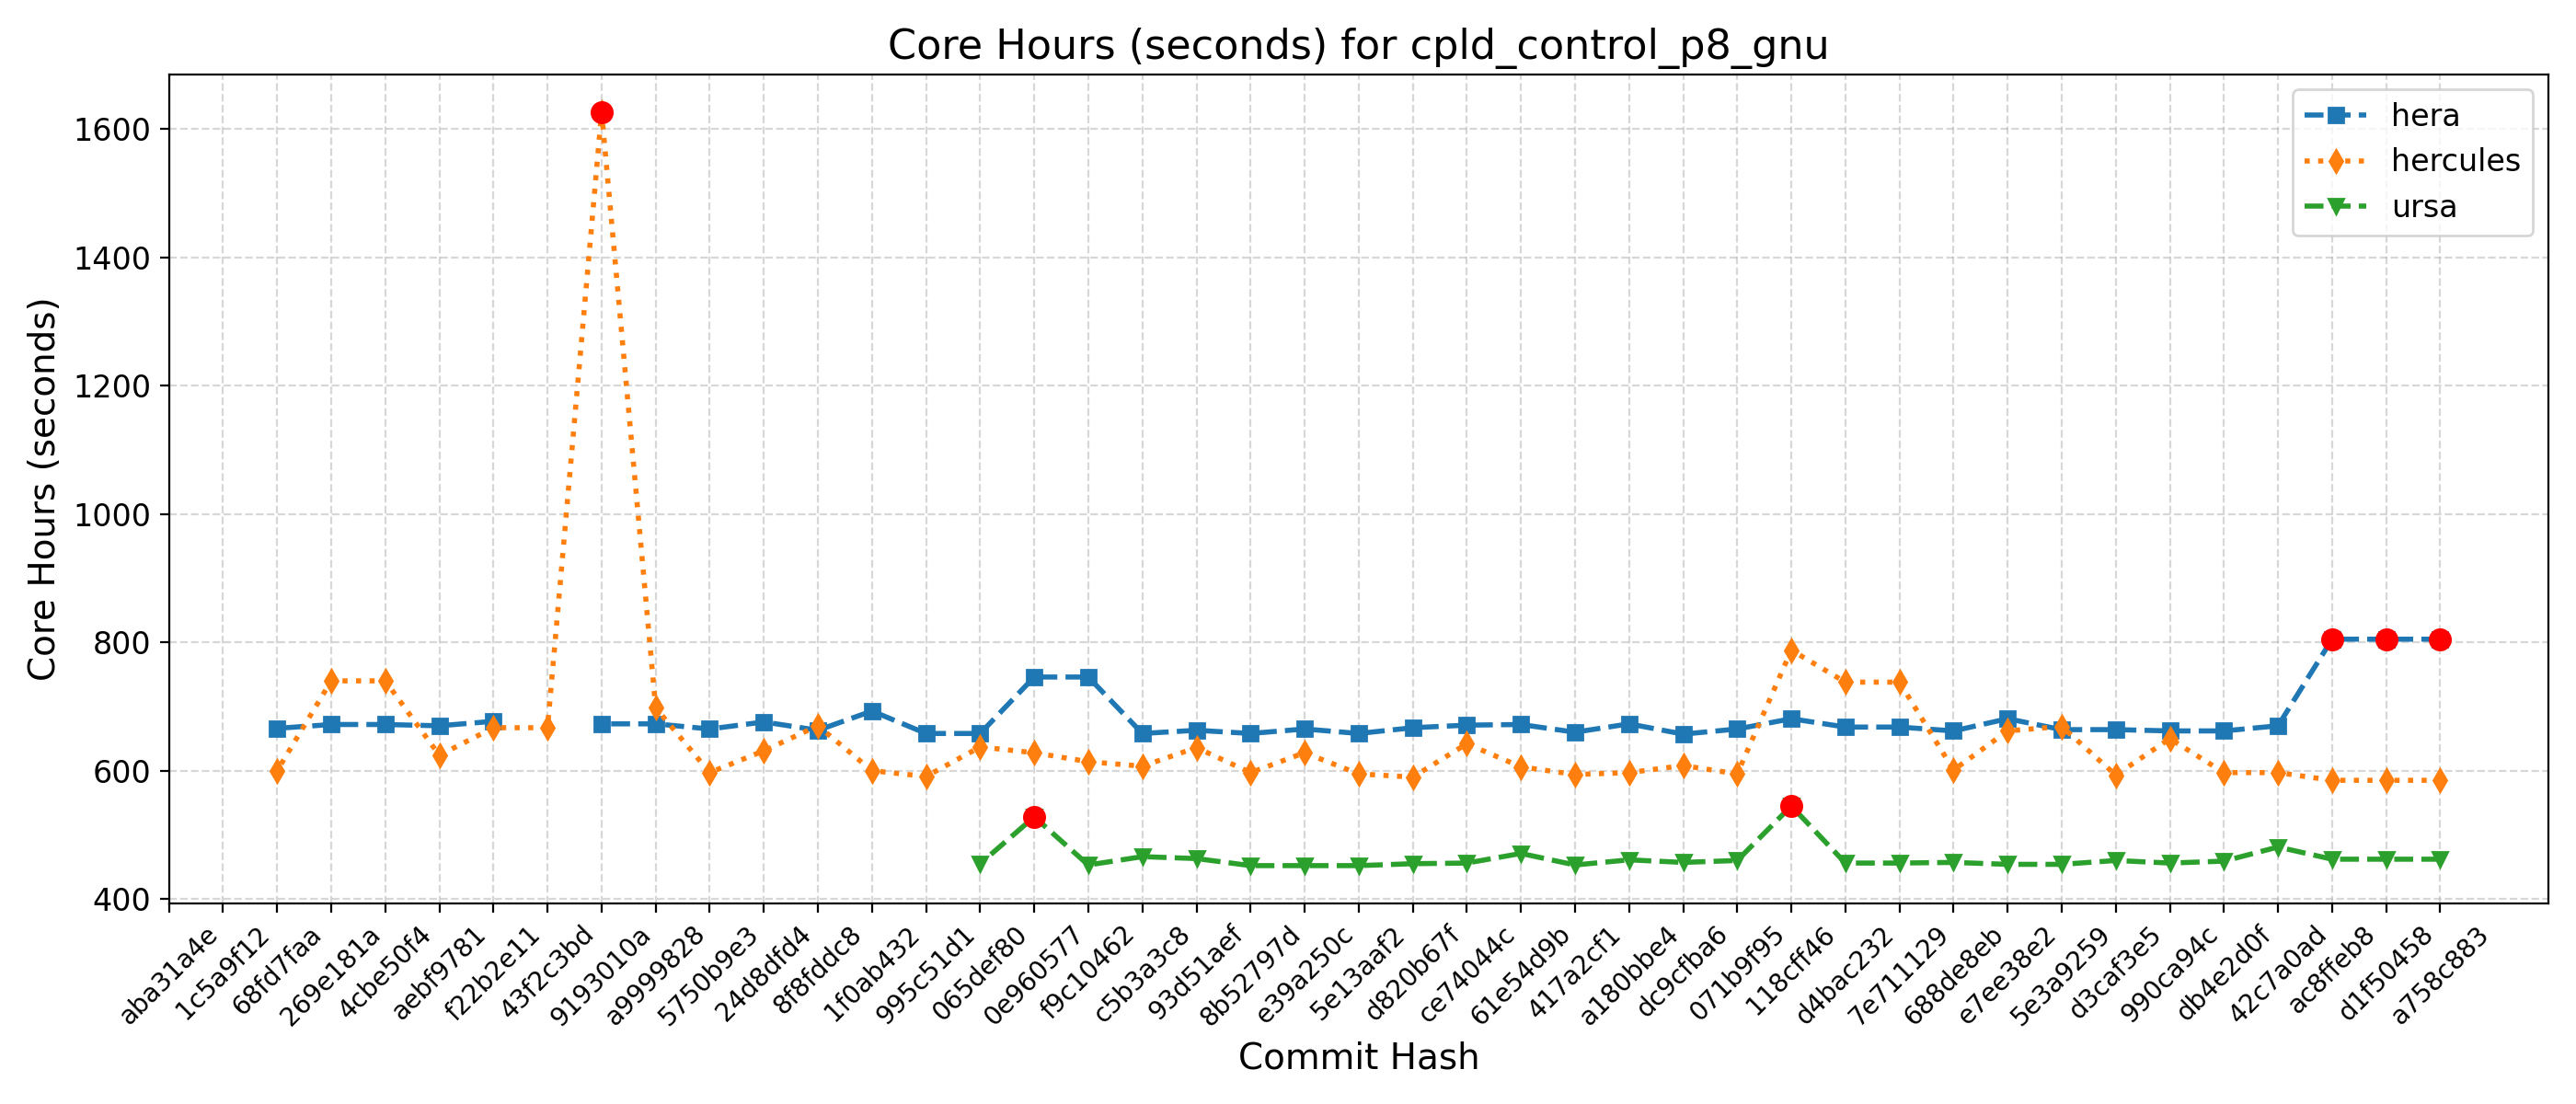 Core Hours (seconds) for cpld_control_p8_gnu
Core Hours (seconds)
1600
1400
1200
1000
800
600
400
hera
hercules
ursa
aba31a4e
1c5a9f12
68fd7faa
269e181a
4cbe50f4
aebf9781
f22b2e11
43f2c3bd
9193010a
a9999828
5750b9e3
24d8dfd4
8f8fddc8
1f0ab432
995c51d1
065def80
0e960577
f9c10462
c5b3a3c8
93d51aef
8b52797d
e39a250c
5e13aaf2
d820b67f
ce74044c
61e54d9b
417a2cf1
a180bbe4
dc9cfba6
071b9f95
118cff46
d4bac232
7e711129
688de8eb
e7ee38e2
5e3a9259
d3caf3e5
990ca94c
db4e2d0f
42c7a0ad
ac8ffeb8
d1f50458
a758c883
Commit Hash